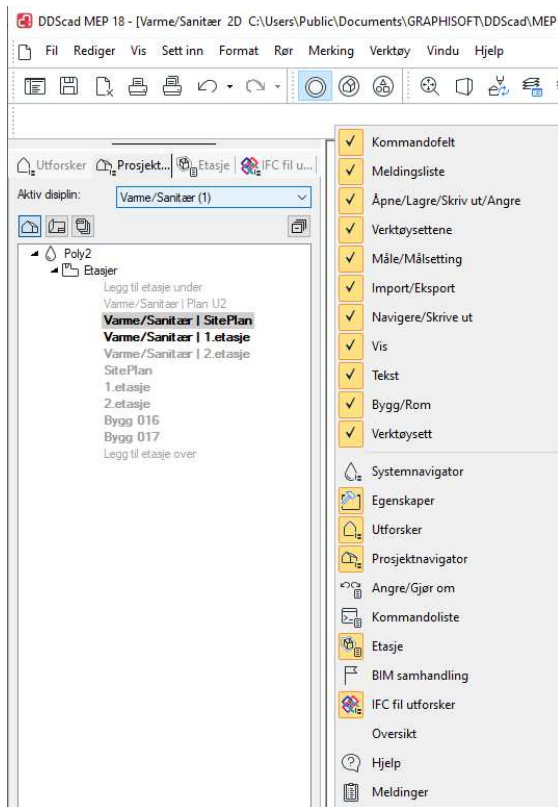 DDScad MEP 18 - [Varme/Sanitær 2D C:\Users\Public\Documents\GRAPHISOFT\DDScad\MEP
Fil Rediger Vis Sett inn Format Rør Merking Verktøy Vindu Hjelp
Utforsker Prosjekt... Etasje IFC fil u...
Aktiv disiplin: Varme/Sanitær (1)
Poly2
Etasjer
Legg til etasje under
Varme/Sanitær | Plan U2
Varme/Sanitær | SitePlan
Varme/Sanitær | 1.etasje
Varme/Sanitær | 2.etasje
SitePlan
1.etasje
2.etasje
Bygg 016
Bygg 017
Legg til etasje over
Kommandofelt
Meldingsliste
Åpne/Lagre/Skriv ut/Angre
Verktøysettene
Måle/Målsetting
Import/Eksport
Navigere/Skrive ut
Vis
Tekst
Bygg/Rom
Verktøysett
Systemnavigator
Egenskaper
Utforsker
Prosjektnavigator
Angre/Gjør om
Kommandoliste
Etasje
BIM samhandling
IFC fil utforsker
Oversikt
Hjelp
Meldinger